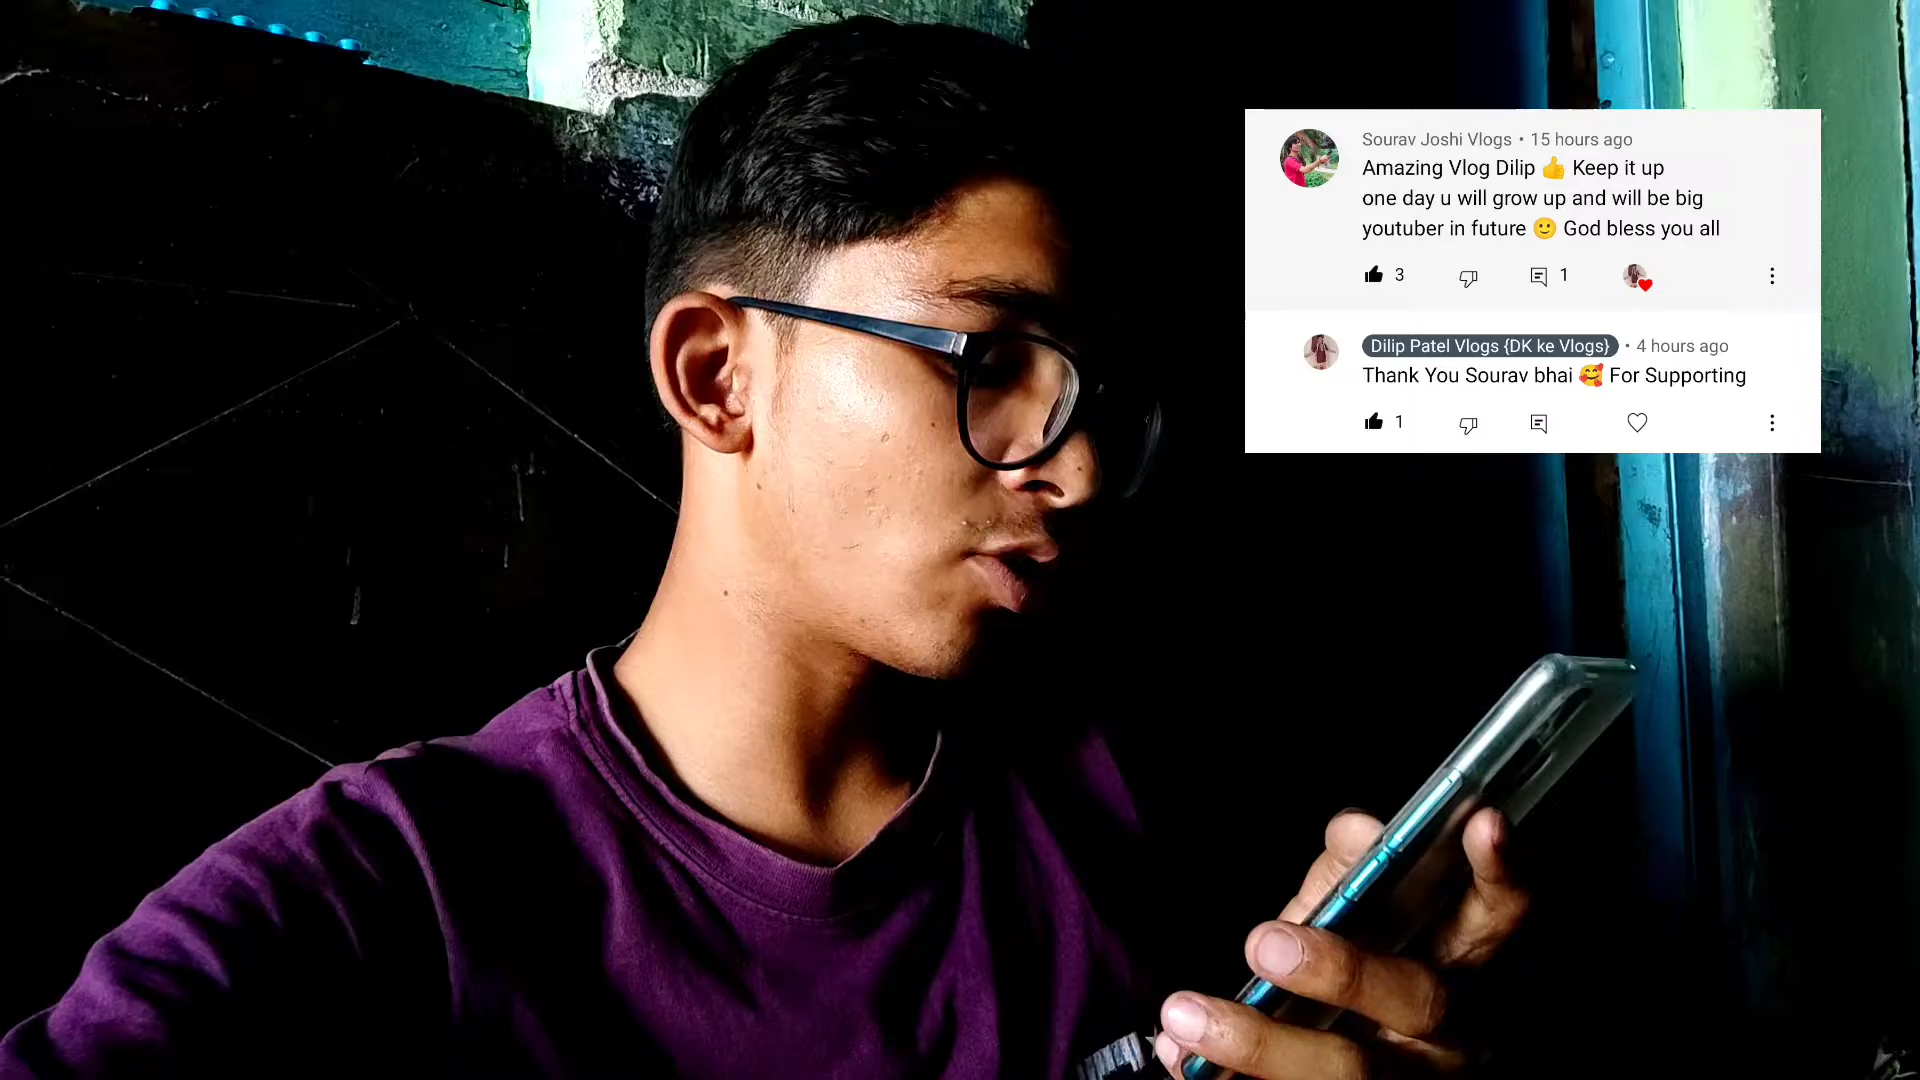 Sourav Joshi Vlogs • 15 hours ago
Amazing Vlog Dilip 👍 Keep it up
one day u will grow up and will be big
youtuber in future 🙂 God bless you all
3 1
Dilip Patel Vlogs {DK ke Vlogs} • 4 hours ago
Thank You Sourav bhai 🥰 For Supporting
1